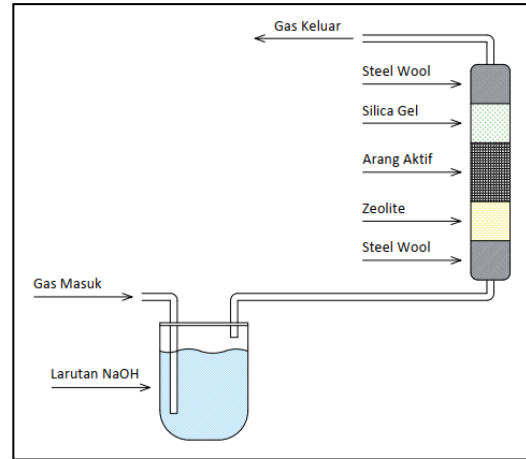 Gas Keluar
Steel Wool
Silica Gel
Arang Aktif
Zeolite
Steel Wool
Gas Masuk
Larutan NaOH